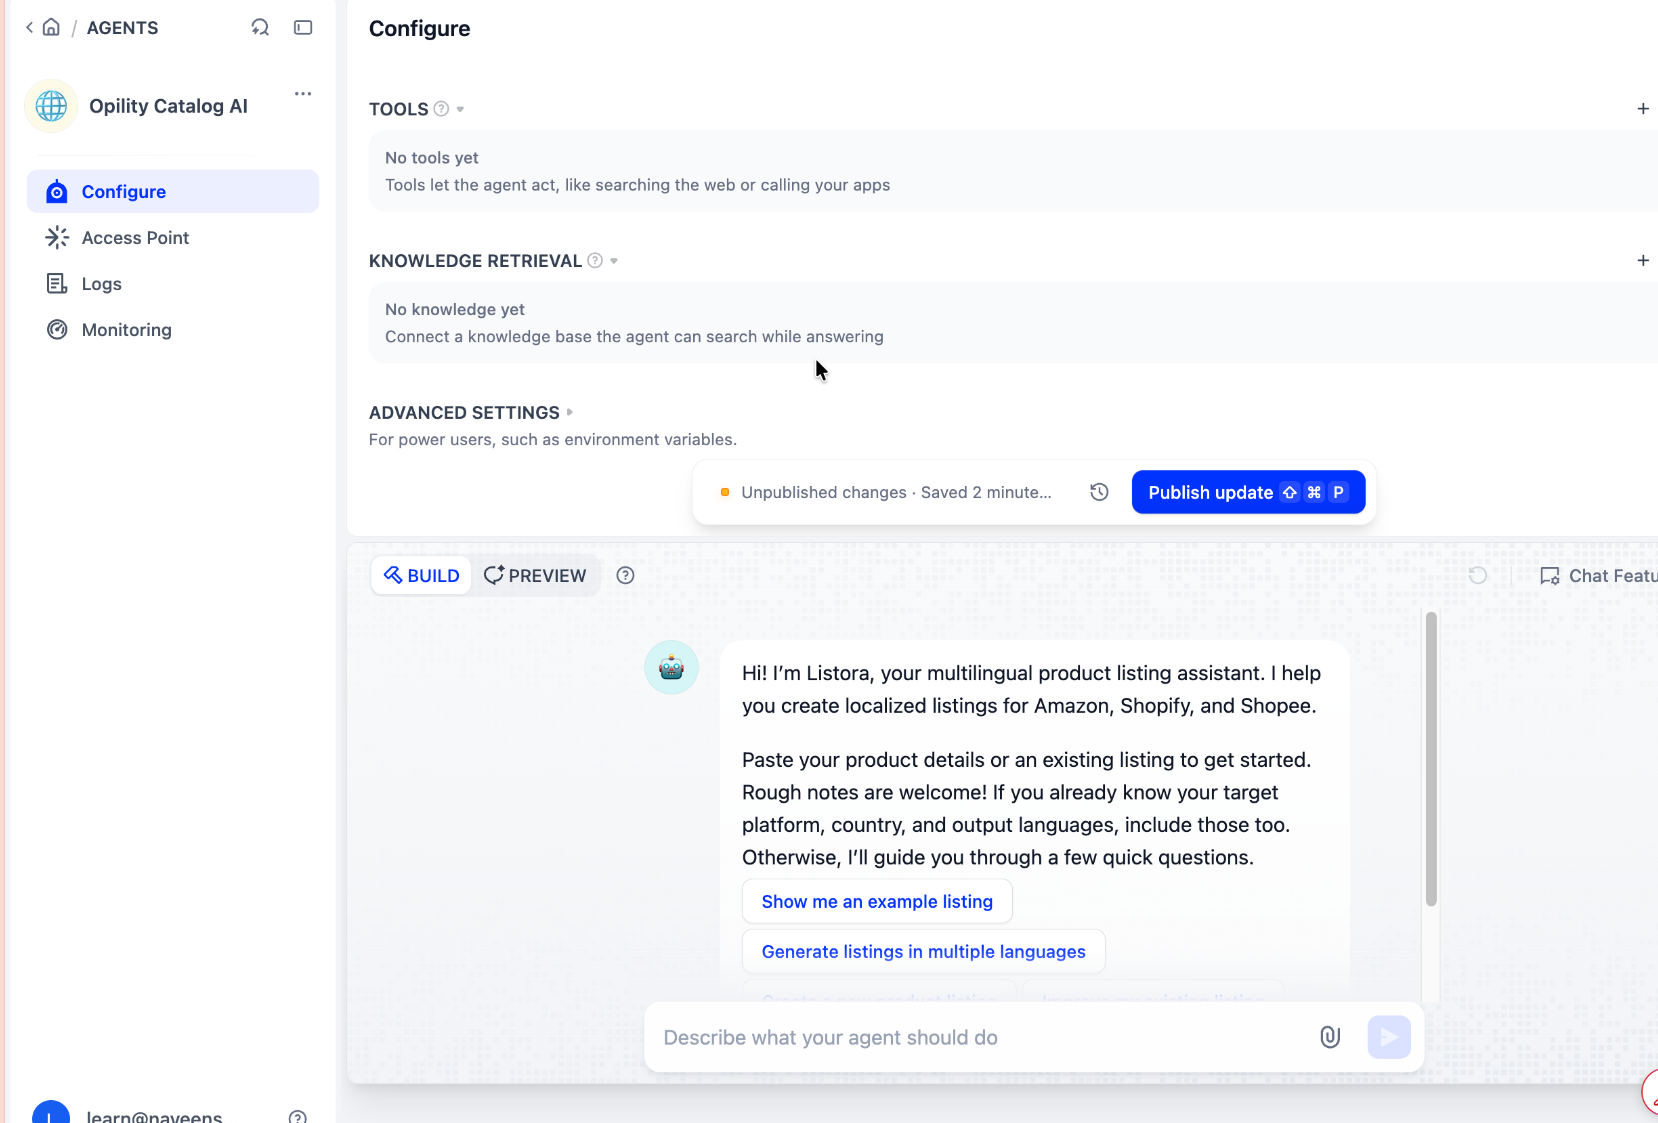 / AGENTS
Opility Catalog AI
Configure
Access Point
Logs
Monitoring
L learn@naveens
Configure
TOOLS
No tools yet
Tools let the agent act, like searching the web or calling your apps
KNOWLEDGE RETRIEVAL
No knowledge yet
Connect a knowledge base the agent can search while answering
ADVANCED SETTINGS
For power users, such as environment variables.
Unpublished changes · Saved 2 minute...
Publish update ⇧ ⌘ P
BUILD PREVIEW
Chat Featu
Hi! I’m Listora, your multilingual product listing assistant. I help
you create localized listings for Amazon, Shopify, and Shopee.
Paste your product details or an existing listing to get started.
Rough notes are welcome! If you already know your target
platform, country, and output languages, include those too.
Otherwise, I’ll guide you through a few quick questions.
Show me an example listing
Generate listings in multiple languages
Describe what your agent should do